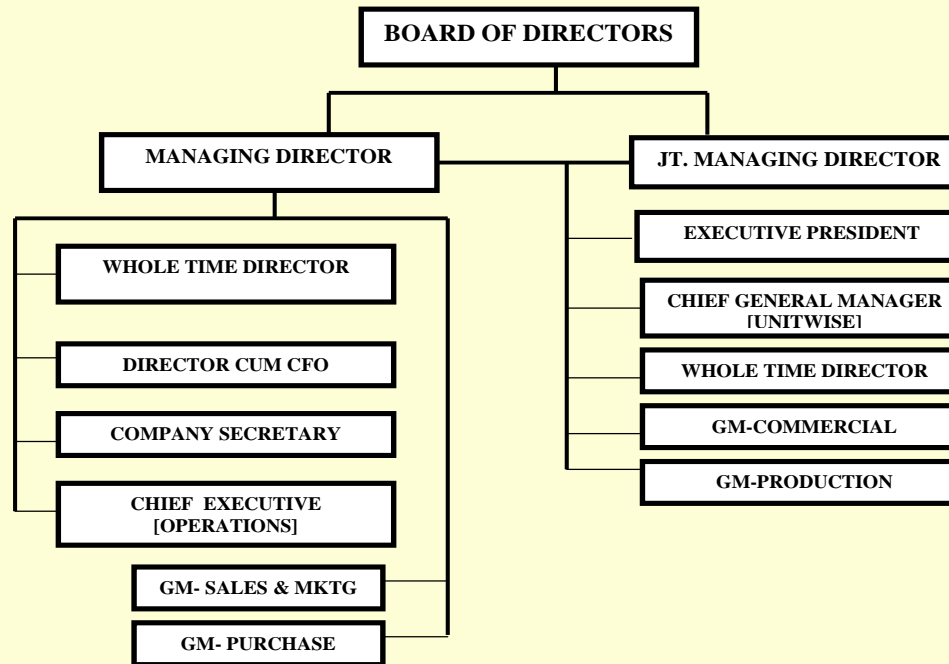 BOARD OF DIRECTORS
MANAGING DIRECTOR
JT. MANAGING DIRECTOR
WHOLE TIME DIRECTOR
DIRECTOR CUM CFO
COMPANY SECRETARY
CHIEF EXECUTIVE
[OPERATIONS]
GM- SALES & MKTG
GM- PURCHASE
EXECUTIVE PRESIDENT
CHIEF GENERAL MANAGER
[UNITWISE]
WHOLE TIME DIRECTOR
GM-COMMERCIAL
GM-PRODUCTION